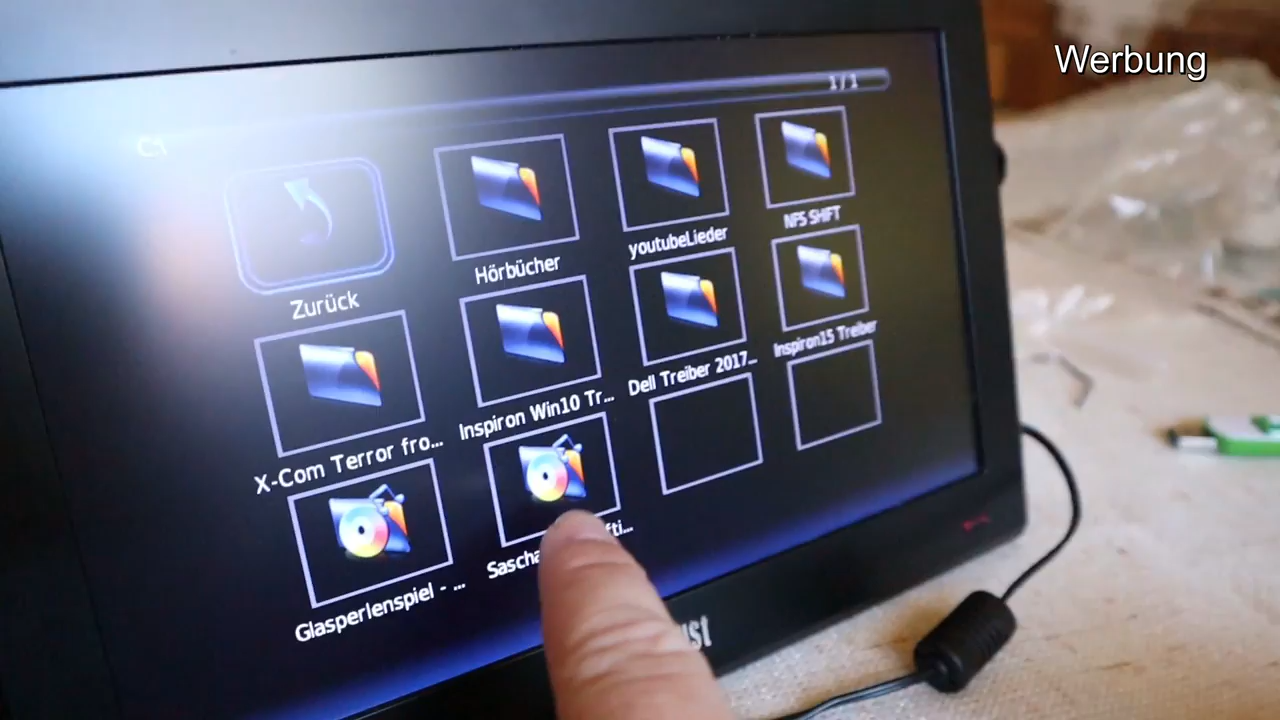 Werbung
1/1
C:\
Zurück
Hörbücher
youtubeLieder
NFS SHIFT
X-Com Terror fro...
Inspiron Win10 Tr...
Dell Treiber 2017...
Inspiron15 Treiber
Glasperlenspiel - ...
Sascha